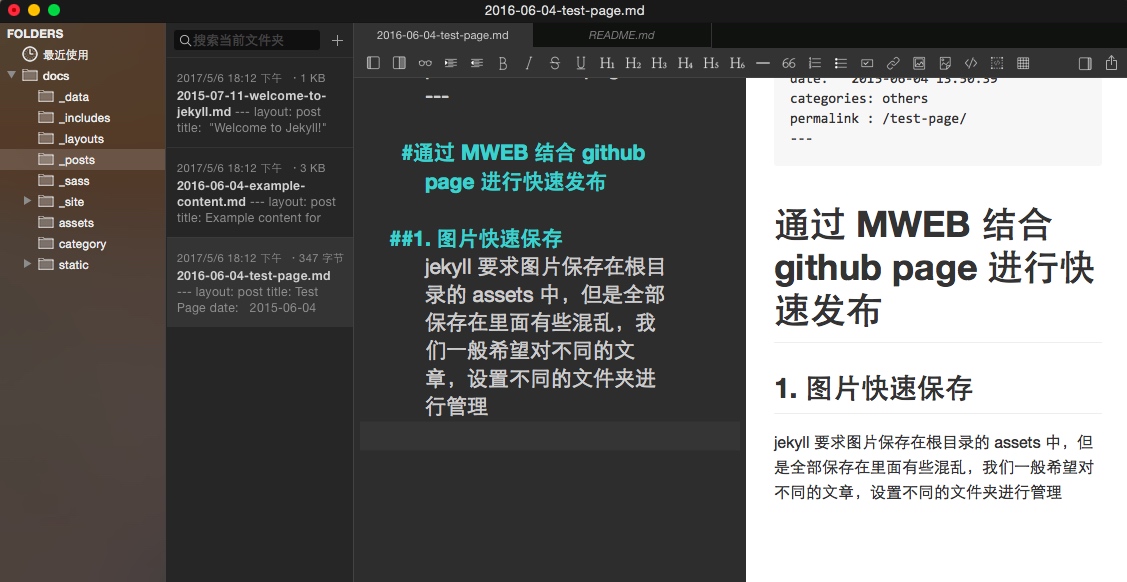 2016-06-04-test-page.md
FOLDERS
最近使用
docs
_data
_includes
_layouts
_posts
_sass
_site
assets
category
static
搜索当前文件夹
2017/5/6 18:12 下午 · 1 KB
2015-07-11-welcome-to-
jekyll.md --- layout: post
title: "Welcome to Jekyll!"
2017/5/6 18:12 下午 · 3 KB
2016-06-04-example-
content.md --- layout: post
title: Example content for
2017/5/6 18:12 下午 · 347 字节
2016-06-04-test-page.md
--- layout: post title: Test
Page date: 2015-06-04
2016-06-04-test-page.md
README.md
B I S U H1 H2 H3 H4 H5 H6 66
---
#通过 MWEB 结合 github
page 进行快速发布
##1. 图片快速保存
jekyll 要求图片保存在根目
录的 assets 中，但是全部
保存在里面有些混乱，我
们一般希望对不同的文
章，设置不同的文件夹进
行管理
date: 2015-06-04 13:50:39
categories: others
permalink : /test-page/
---
通过 MWEB 结合
github page 进行快
速发布
1. 图片快速保存
jekyll 要求图片保存在根目录的 assets 中，但
是全部保存在里面有些混乱，我们一般希望对
不同的文章，设置不同的文件夹进行管理